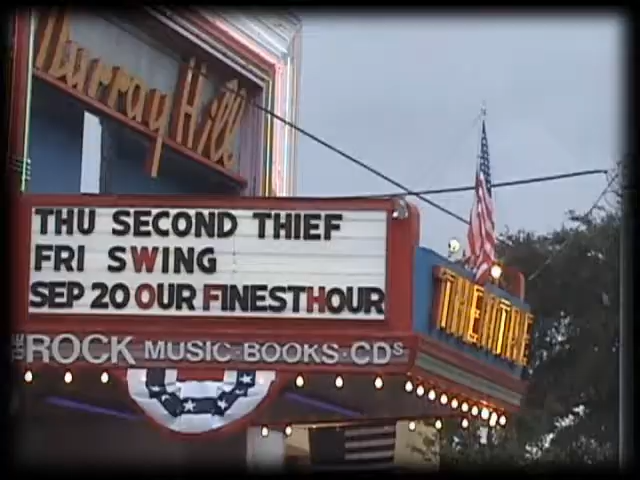 Murray Hill
THU SECOND THIEF
FRI SWING
SEP 20 OUR FINEST HOUR
THE ROCK MUSIC·BOOKS·CDS
THEATRE